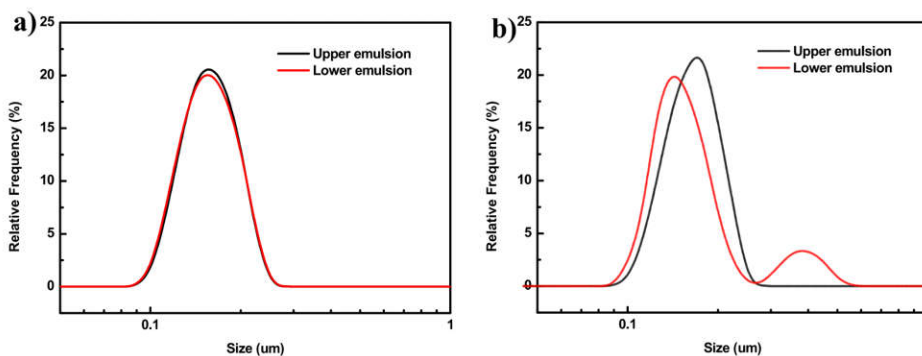 a)
25
20
15
10
5
0
Relative Frequency (%)
Upper emulsion
Lower emulsion
0.1
1
Size (um)
b)
25
20
15
10
5
0
Relative Frequency (%)
Upper emulsion
Lower emulsion
0.1
Size (um)